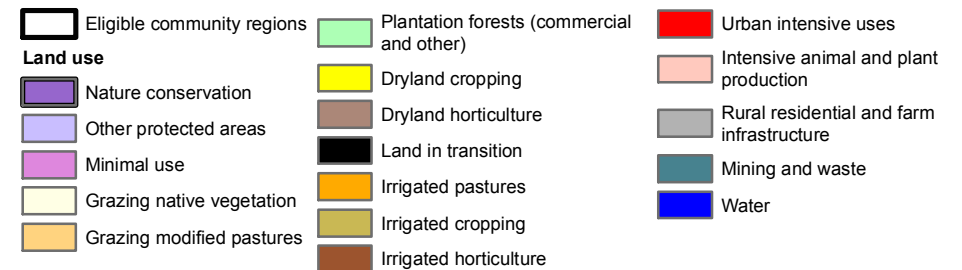 Eligible community regions
Land use
Nature conservation
Other protected areas
Minimal use
Grazing native vegetation
Grazing modified pastures
Plantation forests (commercial
and other)
Dryland cropping
Dryland horticulture
Land in transition
Irrigated pastures
Irrigated cropping
Irrigated horticulture
Urban intensive uses
Intensive animal and plant
production
Rural residential and farm
infrastructure
Mining and waste
Water